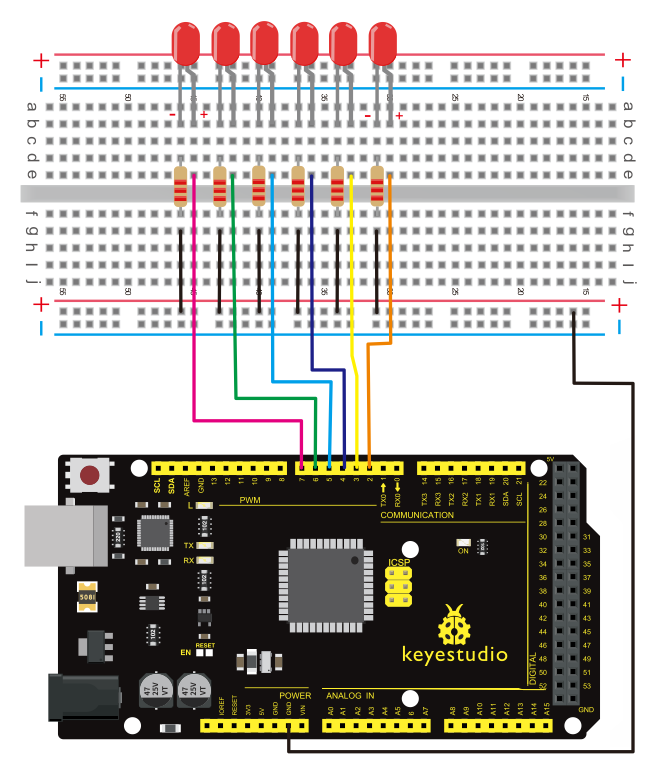 + +
- -
55 50 45 40 35 30 25 20 15
a a
b b
c c
d d
e e
- + - +
f f
g g
h h
I I
j j
55 50 45 40 35 30 25 20 15
+ +
- -
SCL SDA AREF GND 13 12 11 10 9 8 7 6 5 4 3 2 1 0 14 15 16 17 18 19 20 21
TX0 RX0 TX3 RX3 TX2 RX2 TX1 RX1 SDA SCL
PWM
COMMUNICATION
5V
L
TX
RX
102
220
102
102
ON
ICSP
508I
EN
RESET
47 25V VT
47 25V VT
keyestudio
22
24
26
28
30 31
32 33
34 35
36 37
38 39
40 41
42 43
44 45
46 47
48 49
50 51
52 53
GND
DIGITAL
POWER
ANALOG IN
IOREF RESET 3V3 5V GND GND VIN
A0 A1 A2 A3 A4 A5 6 A7 A8 A9 A10 A11 A12 A13 A14 A15